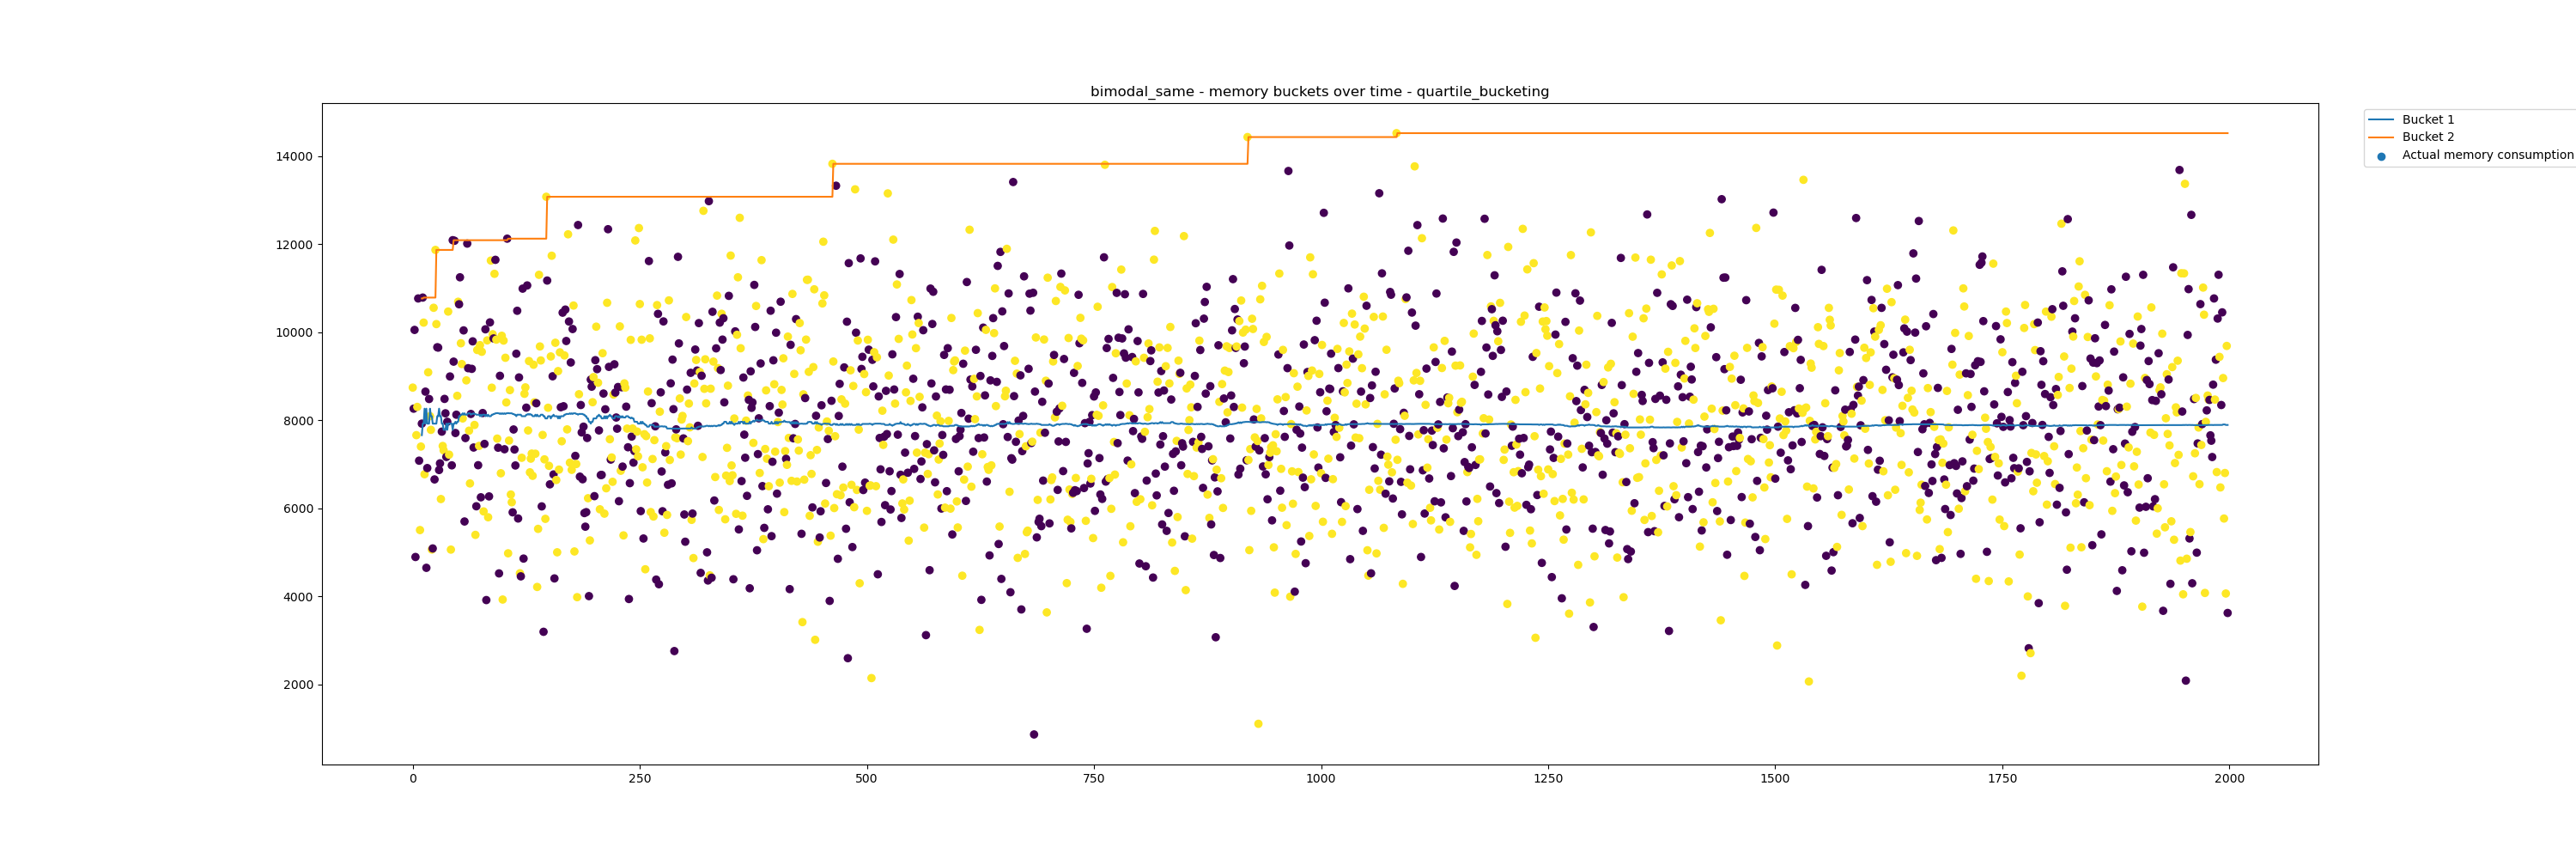 bimodal_same - memory buckets over time - quartile_bucketing
Bucket 1
Bucket 2
Actual memory consumption
14000
12000
10000
8000
6000
4000
2000
0 250 500 750 1000 1250 1500 1750 2000